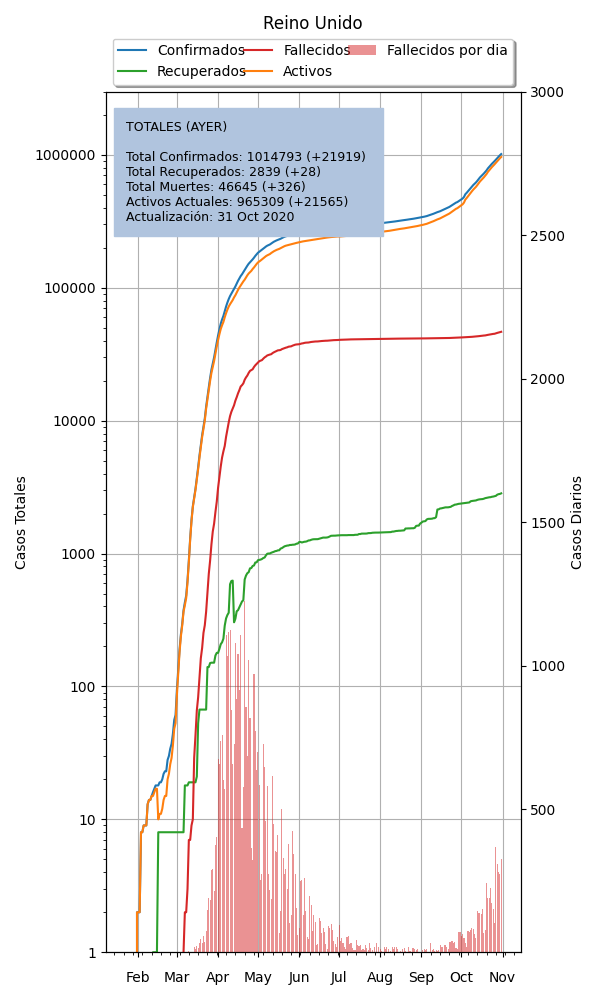 Reino Unido
Confirmados
Recuperados
Fallecidos
Activos
Fallecidos por dia
TOTALES (AYER)
Total Confirmados: 1014793 (+21919)
Total Recuperados: 2839 (+28)
Total Muertes: 46645 (+326)
Activos Actuales: 965309 (+21565)
Actualización: 31 Oct 2020
Casos Totales
1000000
100000
10000
1000
100
10
1
Feb Mar Apr May Jun Jul Aug Sep Oct Nov
3000
2500
2000
1500
1000
500
Casos Diarios